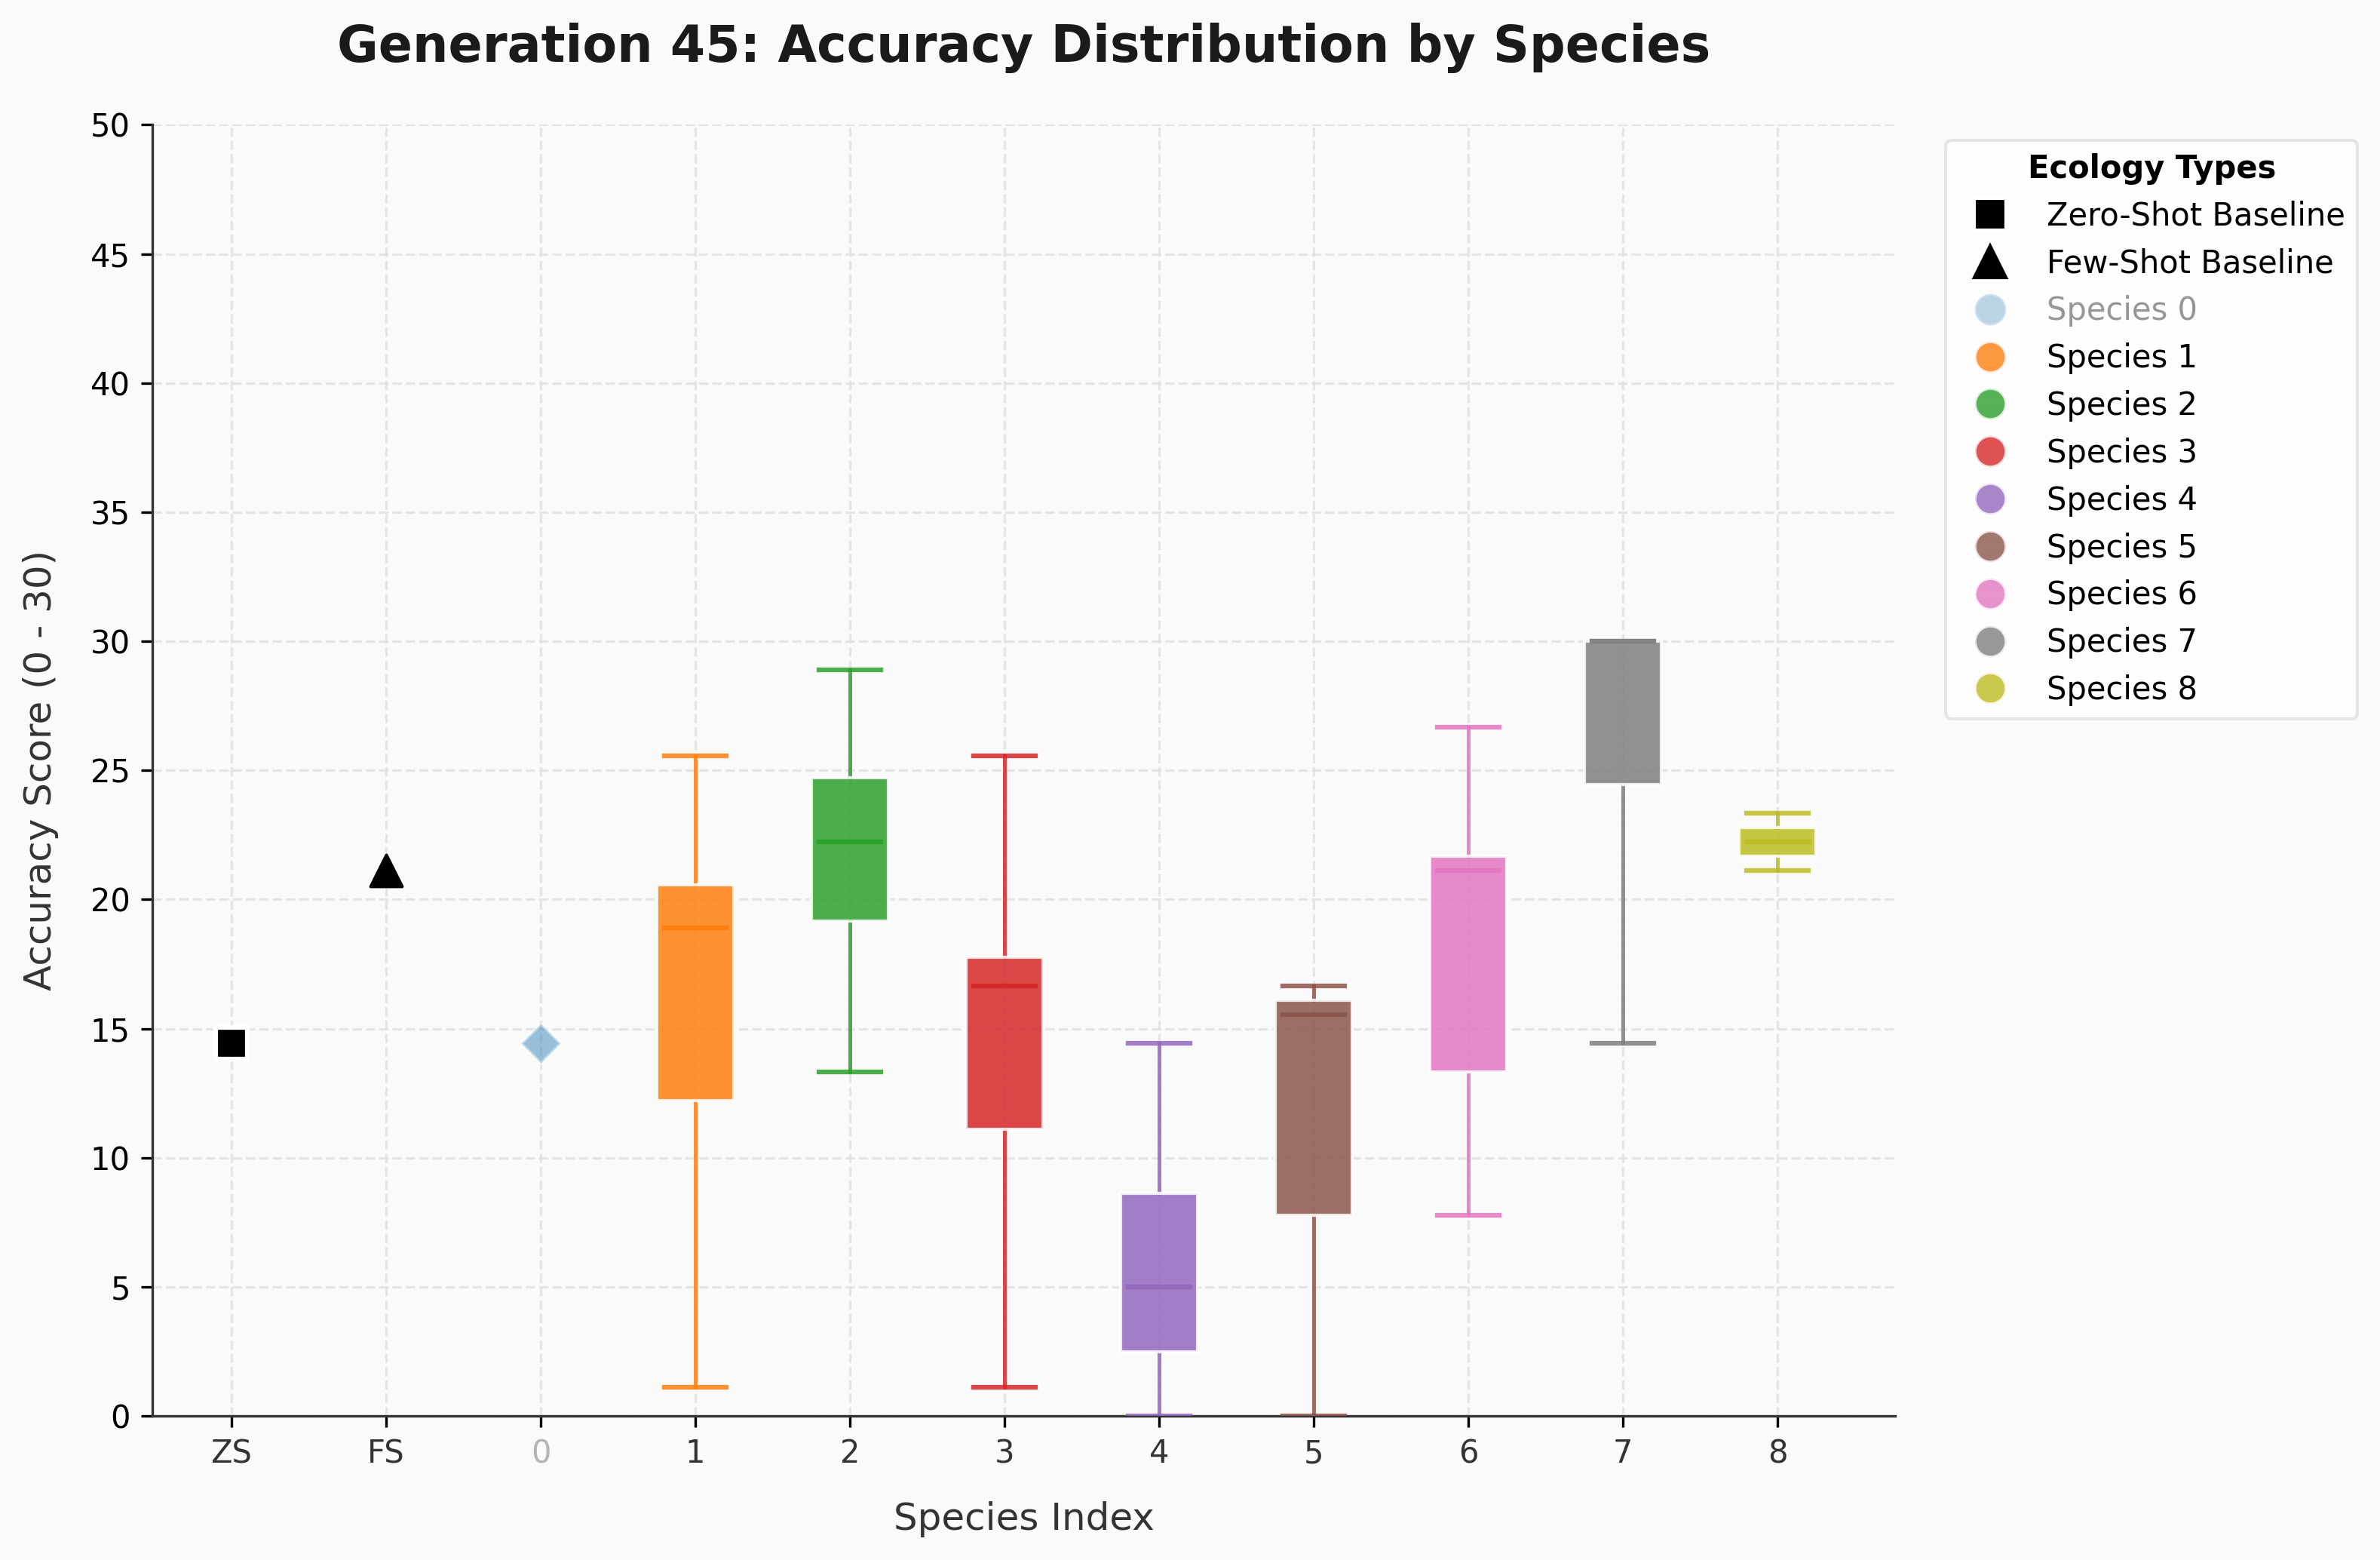 Generation 45: Accuracy Distribution by Species
50
45
40
35
30
25
20
15
10
5
0
Accuracy Score (0 - 30)
ZS FS 0 1 2 3 4 5 6 7 8
Species Index
Ecology Types
Zero-Shot Baseline
Few-Shot Baseline
Species 0
Species 1
Species 2
Species 3
Species 4
Species 5
Species 6
Species 7
Species 8